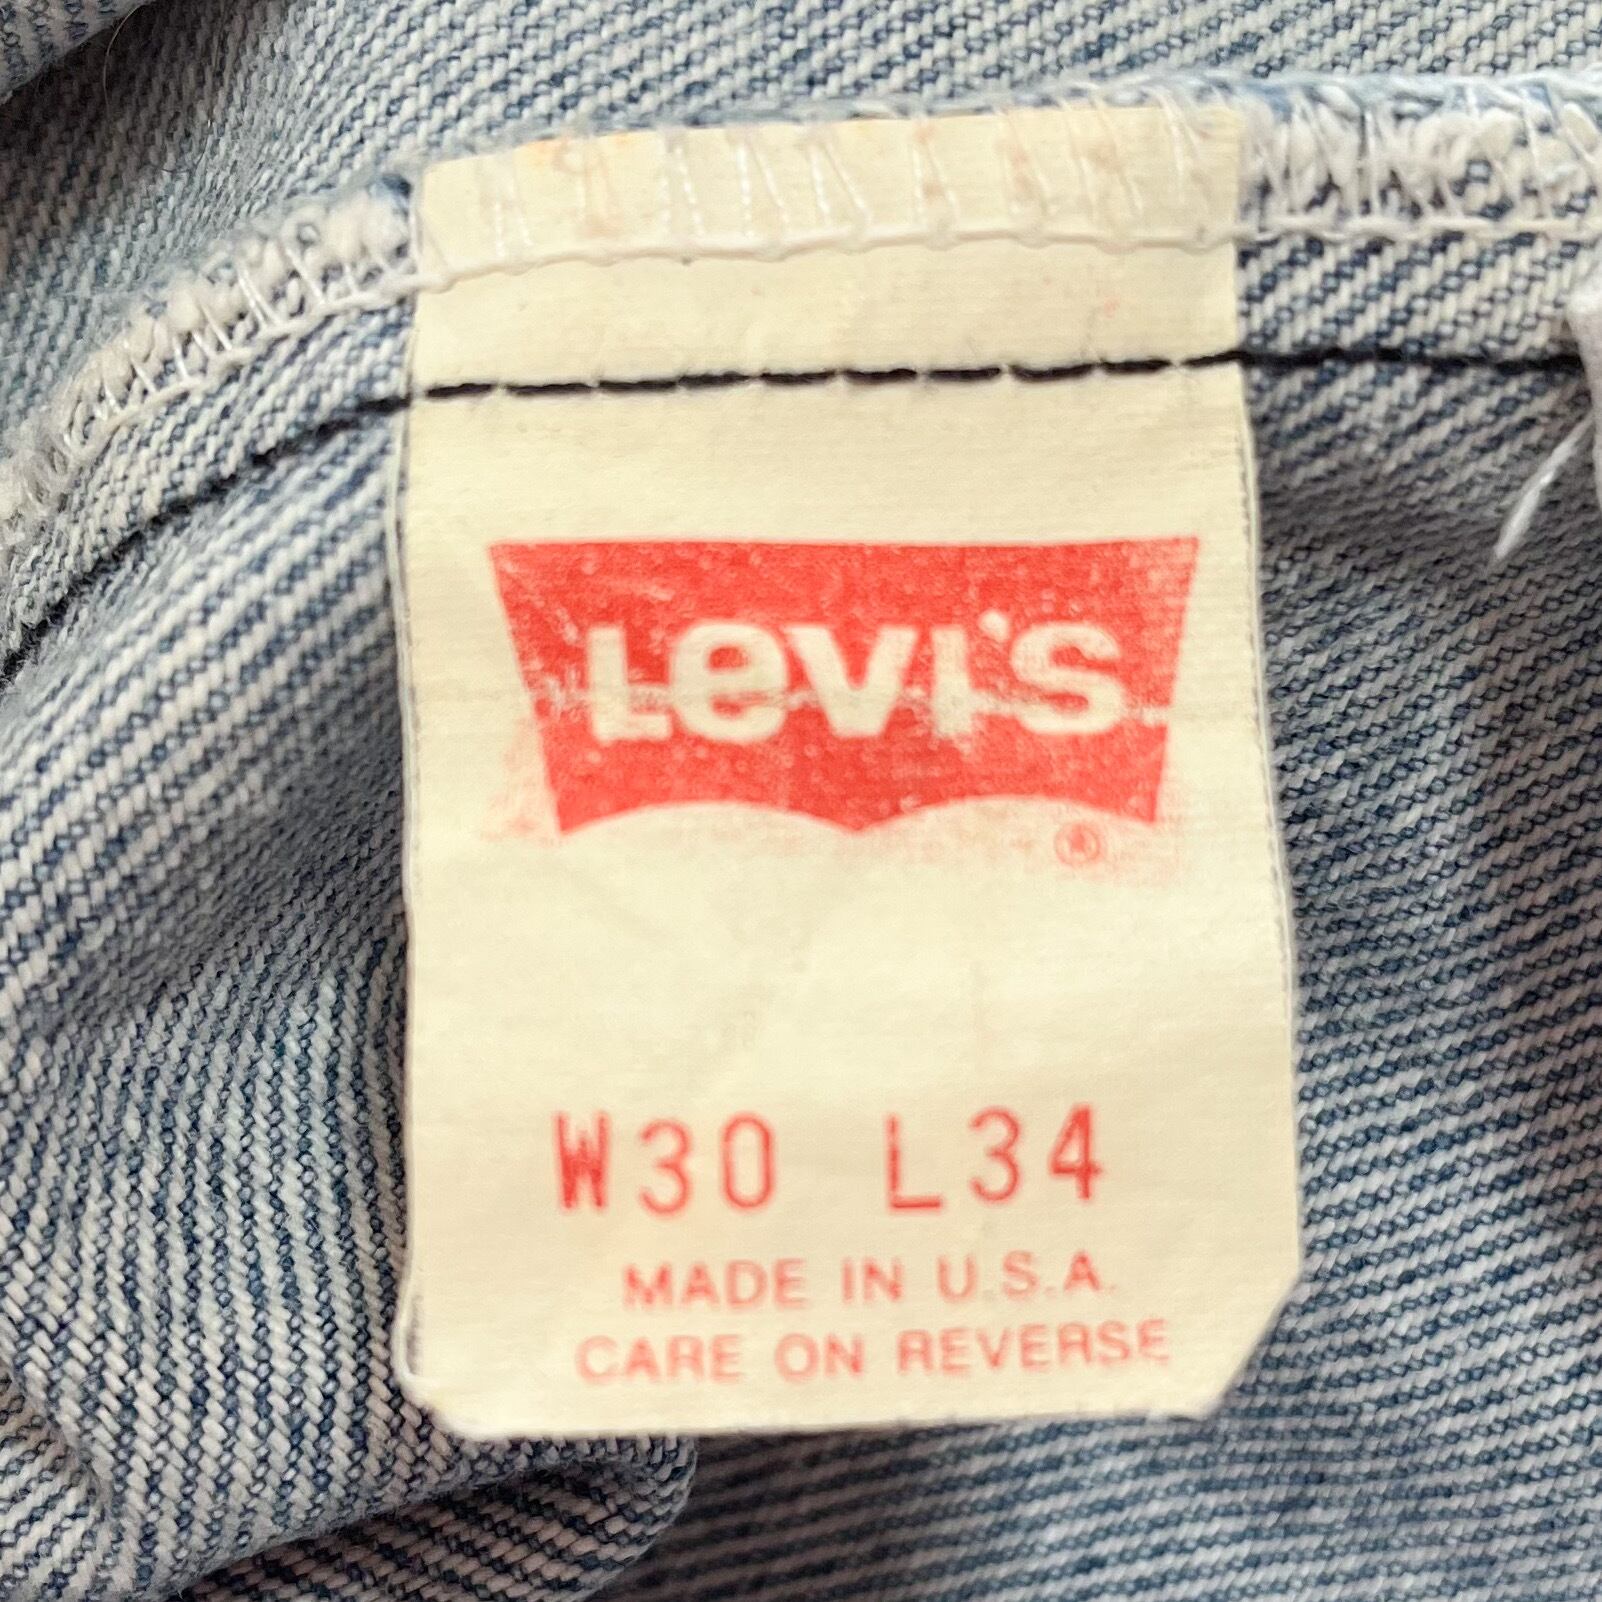 Levi's
®
W30 L34
MADE IN U.S.A.
CARE ON REVERSE